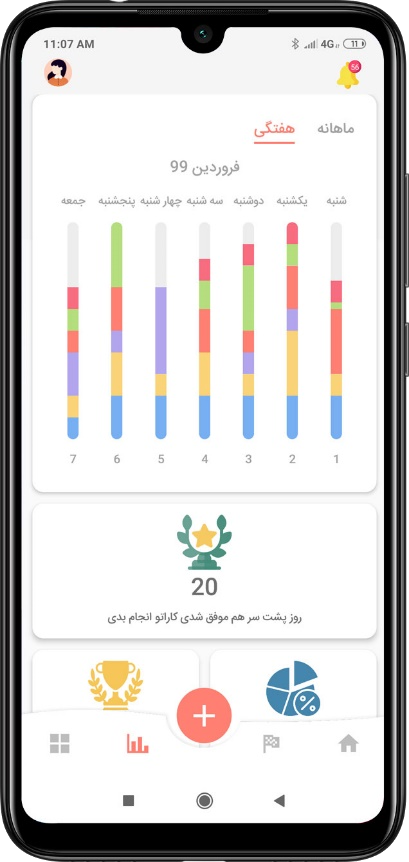 11:07 AM
4G
11
56
ماهانه
هفتگی
فروردین 99
شنبه
یکشنبه
دوشنبه
سه شنبه
چهار شنبه
پنجشنبه
جمعه
1
2
3
4
5
6
7
20
روز پشت سر هم موفق شدی کاراتو انجام بدی
%